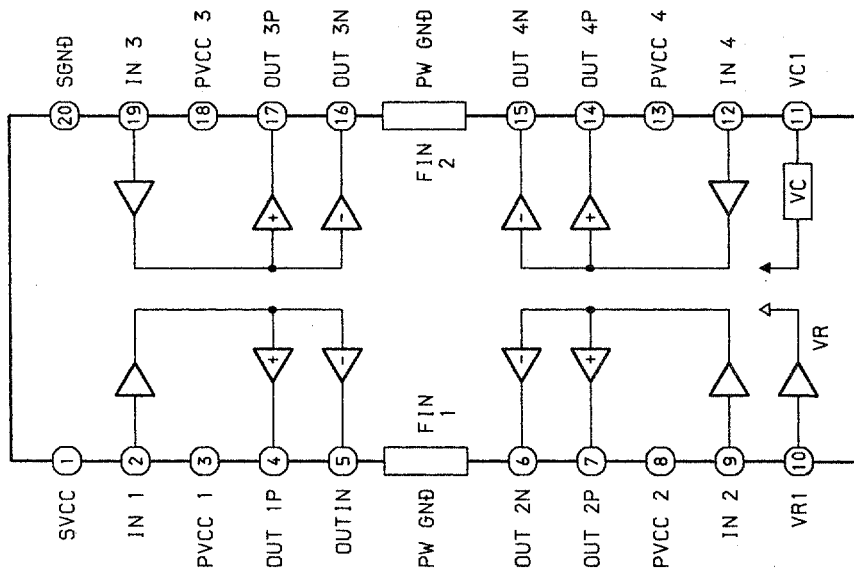 20 SGND
19 IN 3
18 PVCC 3
17 OUT 3P
16 OUT 3N
PW GND
FIN 2
15 OUT 4N
14 OUT 4P
13 PVCC 4
12 IN 4
11 VC1
+
-
-
+
VC
+
-
-
+
VR
SVCC 1
IN 1 2
PVCC 1 3
OUT 1P 4
OUT1N 5
PW GND
FIN 1
OUT 2N 6
OUT 2P 7
PVCC 2 8
IN 2 9
VR1 10